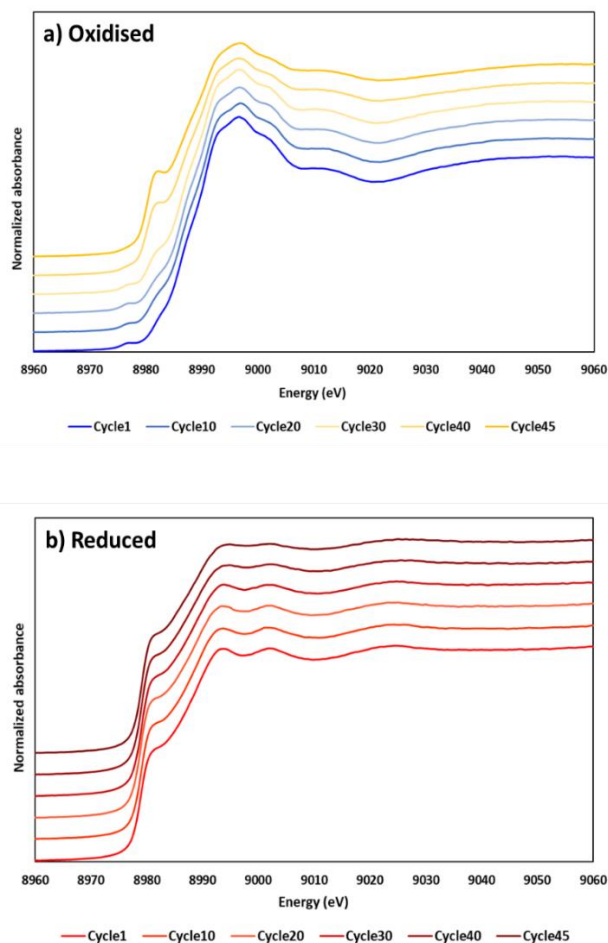 a) Oxidised
Normalized absorbance
8960 8970 8980 8990 9000 9010 9020 9030 9040 9050 9060
Energy (eV)
Cycle1 Cycle10 Cycle20 Cycle30 Cycle40 Cycle45
b) Reduced
Normalized absorbance
8960 8970 8980 8990 9000 9010 9020 9030 9040 9050 9060
Energy (eV)
Cycle1 Cycle10 Cycle20 Cycle30 Cycle40 Cycle45